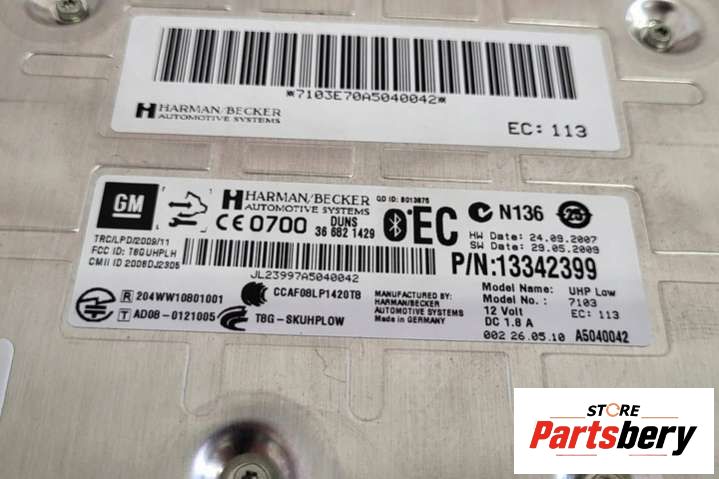 *7103E70A5040042*
HARMAN/BECKER
AUTOMOTIVE SYSTEMS
EC: 113
GM
HARMAN/BECKER
AUTOMOTIVE SYSTEMS
QD ID: B013875
CE 0700
DUNS
36 682 1429
EC
N136
HW Date: 24.09.2007
SW Date: 29.05.2009
TRC/LPD/2009/11
FCC ID: T8GUHPLH
CMII ID 2008DJ2305
JL23997A5040042
P/N:13342399
R 204WW10801001
T AD08-0121005
CCAF08LP1420T8
T8G-SKUHPLOW
MANUFACTURED BY:
HARMAN/BECKER
AUTOMOTIVE SYSTEMS
Made in GERMANY
Model Name: UHP Low
Model No.: 7103
12 Volt EC: 113
DC 1.8 A
002 26.05.10 A5040042
STORE
Partsbery